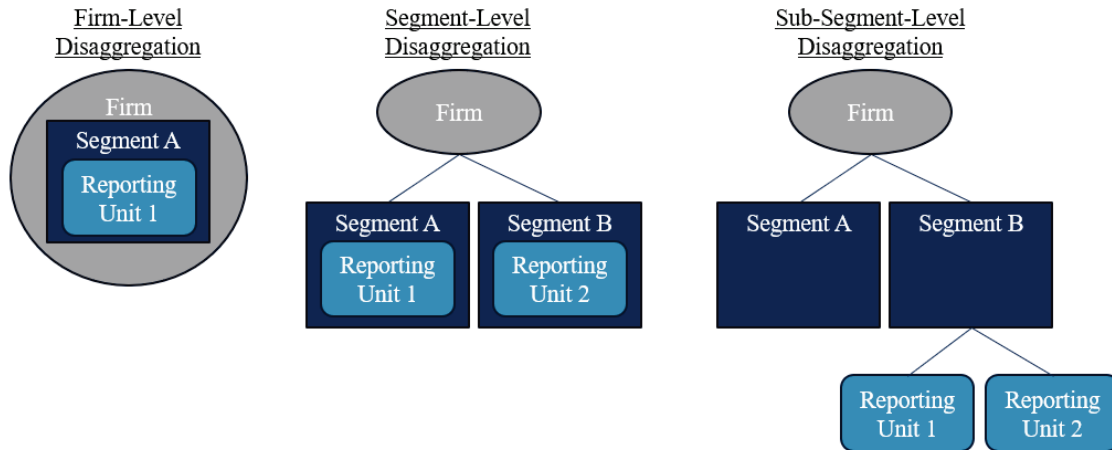 Firm-Level
Disaggregation
Firm
Segment A
Reporting
Unit 1
Segment-Level
Disaggregation
Firm
Segment A
Reporting
Unit 1
Segment B
Reporting
Unit 2
Sub-Segment-Level
Disaggregation
Firm
Segment A
Segment B
Reporting
Unit 1
Reporting
Unit 2